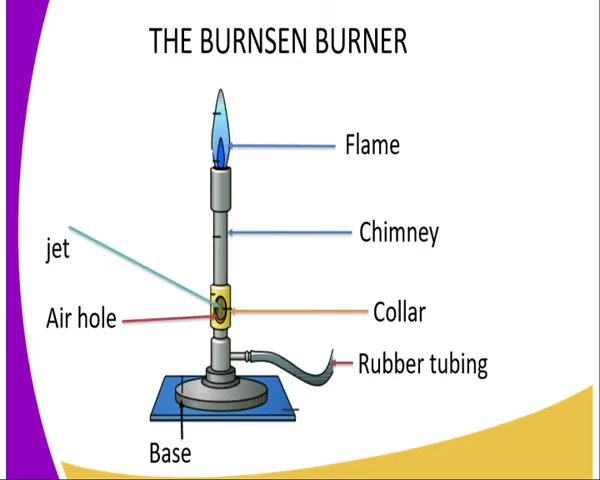 THE BURNSEN BURNER
Flame
Chimney
jet
Air hole
Collar
Rubber tubing
Base